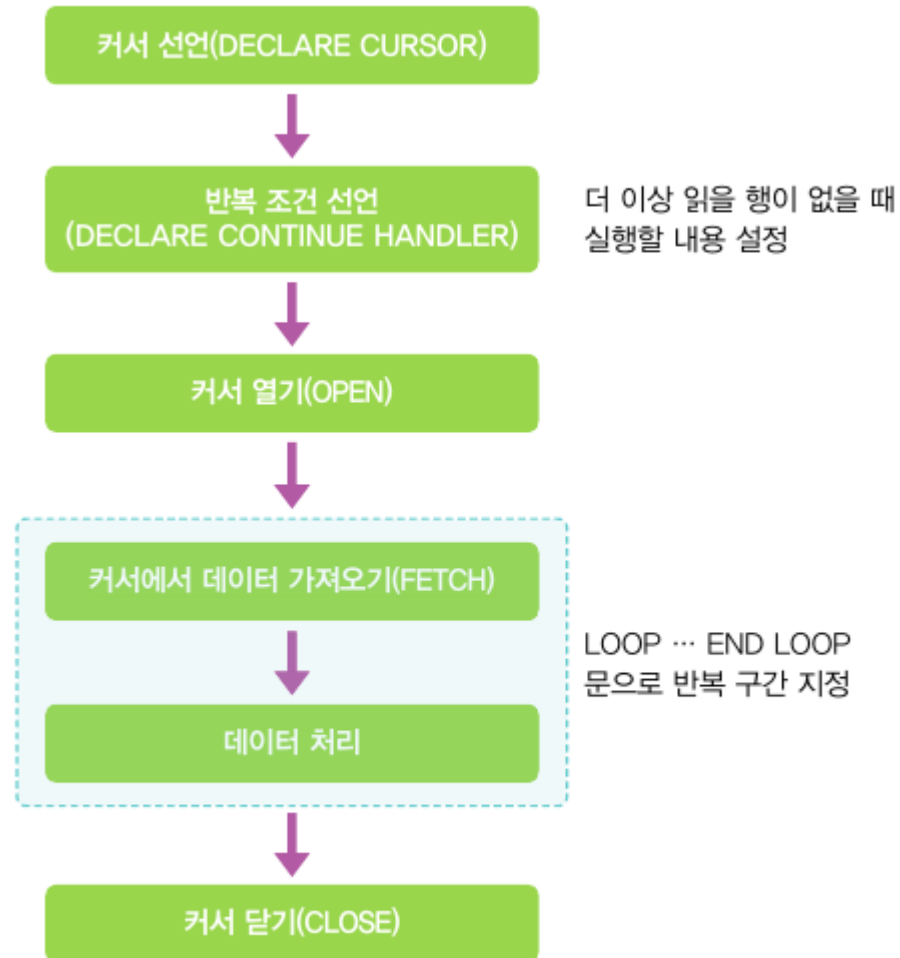 커서 선언(DECLARE CURSOR)
반복 조건 선언
(DECLARE CONTINUE HANDLER)
더 이상 읽을 행이 없을 때
실행할 내용 설정
커서 열기(OPEN)
커서에서 데이터 가져오기(FETCH)
LOOP … END LOOP
문으로 반복 구간 지정
데이터 처리
커서 닫기(CLOSE)